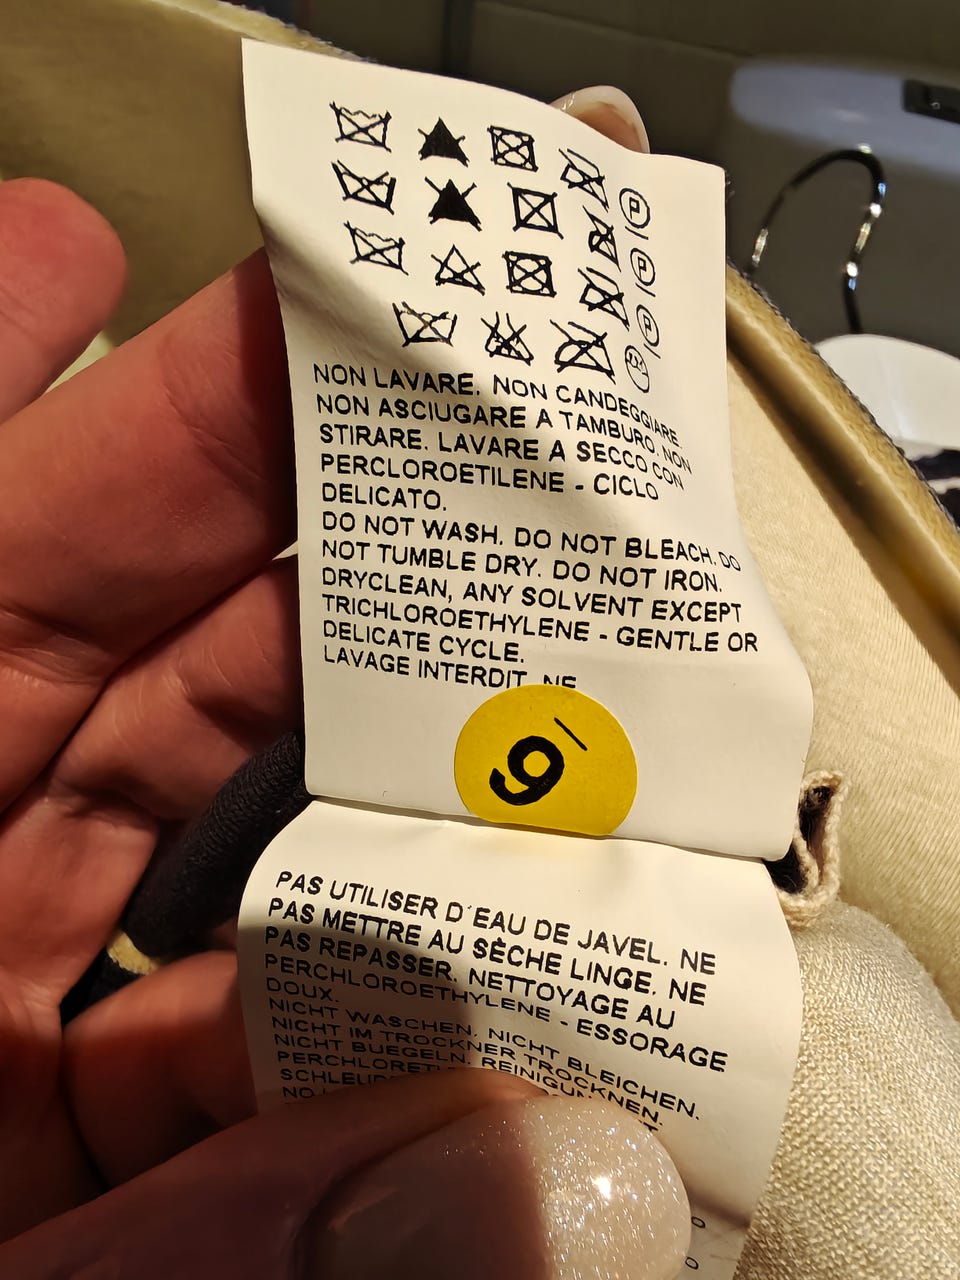 P
P
P
NON LAVARE. NON CANDEGGIARE.
NON ASCIUGARE A TAMBURO. NON
STIRARE. LAVARE A SECCO CON
PERCLOROETILENE - CICLO
DELICATO.
DO NOT WASH. DO NOT BLEACH. DO
NOT TUMBLE DRY. DO NOT IRON.
DRYCLEAN, ANY SOLVENT EXCEPT
TRICHLOROETHYLENE - GENTLE OR
DELICATE CYCLE.
LAVAGE INTERDIT. NE
9
PAS UTILISER D'EAU DE JAVEL. NE
PAS METTRE AU SÈCHE LINGE. NE
PAS REPASSER. NETTOYAGE AU
PERCHLOROETHYLENE - ESSORAGE
DOUX.
NICHT WASCHEN. NICHT BLEICHEN.
NICHT IM TROCKNER TROCKNEN.
NICHT BUEGELN. REINIGUNG